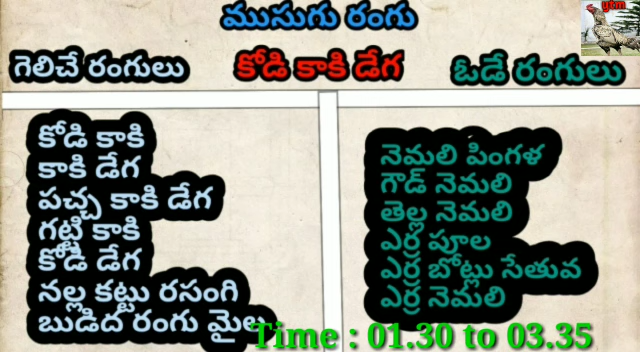 ముసుగు రంగు
ytm
గెలిచే రంగులు
కోడి కాకి డేగ
ఓడే రంగులు
కోడి కాకి
కాకి డేగ
పచ్చ కాకి డేగ
గట్టి కాకి
కోడి డేగ
నల్ల కట్టు రసంగి
బుడిద రంగు మైల
నెమలి పింగళ
గౌడ్ నెమలి
తెల్ల నెమలి
ఎర్ర పూల
ఎర్ర బోట్లు సేతువ
ఎర్ర నెమలి
Time : 01.30 to 03.35